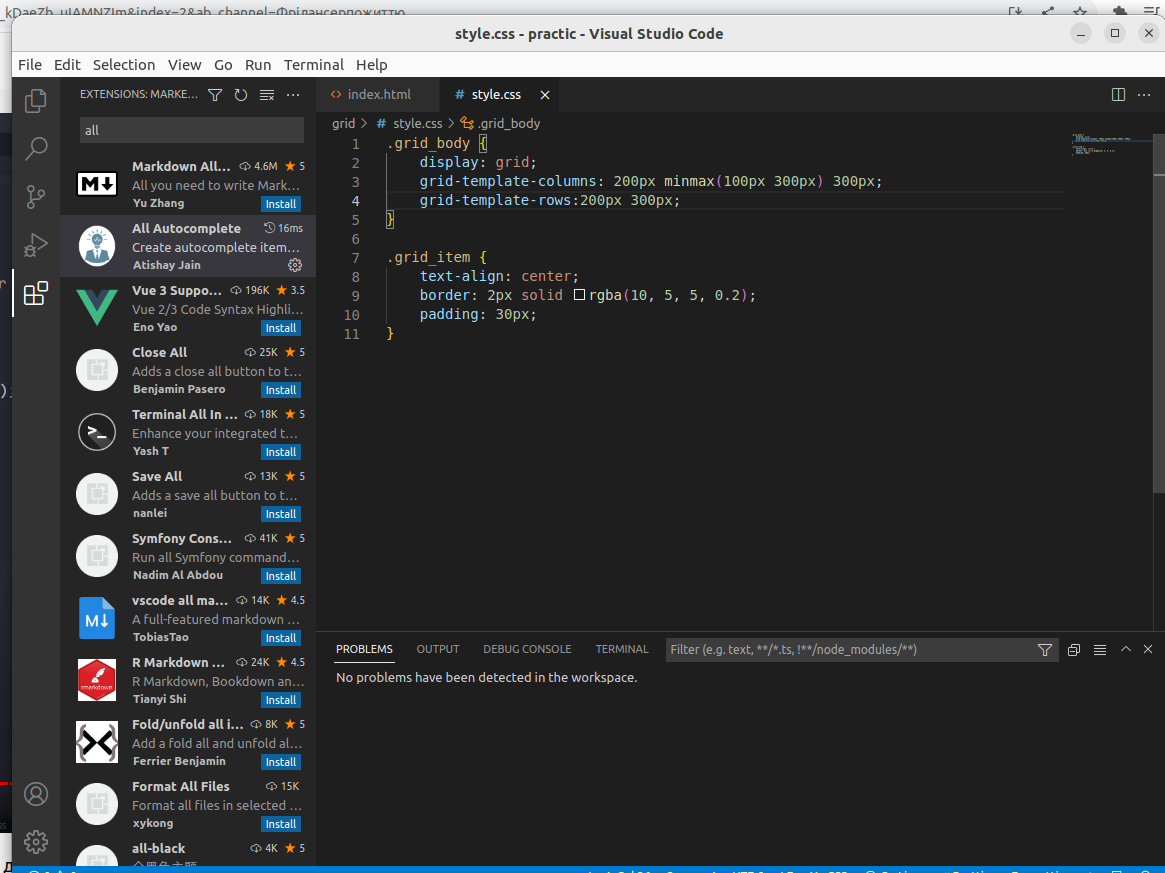 _kDaeZb_uIAMNZIm&index=2&ab_channel=Фрілансерпожиттю
style.css - practic - Visual Studio Code
File Edit Selection View Go Run Terminal Help
EXTENSIONS: MARKE...
all
Markdown All... 4.6M 5
All you need to write Mark...
Yu Zhang Install
All Autocomplete 16ms
Create autocomplete item...
Atishay Jain
Vue 3 Suppo... 196K 3.5
Vue 2/3 Code Syntax Highli...
Eno Yao Install
Close All 25K 5
Adds a close all button to t...
Benjamin Pasero Install
Terminal All In ... 18K 5
Enhance your integrated t...
Yash T Install
Save All 13K 5
Adds a save all button to t...
nanlei Install
Symfony Cons... 41K 5
Run all Symfony command...
Nadim Al Abdou Install
M↓
vscode all ma... 14K 4.5
A full-featured markdown ...
TobiasTao Install
rmarkdown
R Markdown ... 24K 4.5
R Markdown, Bookdown an...
Tianyi Shi Install
Fold/unfold all i... 8K 5
Add a fold all and unfold al...
Ferrier Benjamin Install
Format All Files 15K
Format all files in selected ...
xykong Install
all-black 4K 5
index.html # style.css
grid > # style.css > .grid_body
1 .grid_body {
2 display: grid;
3 grid-template-columns: 200px minmax(100px 300px) 300px;
4 grid-template-rows:200px 300px;
5 }
6
7 .grid_item {
8 text-align: center;
9 border: 2px solid rgba(10, 5, 5, 0.2);
10 padding: 30px;
11 }
PROBLEMS OUTPUT DEBUG CONSOLE TERMINAL Filter (e.g. text, **/*.ts, !**/node_modules/**)
No problems have been detected in the workspace.